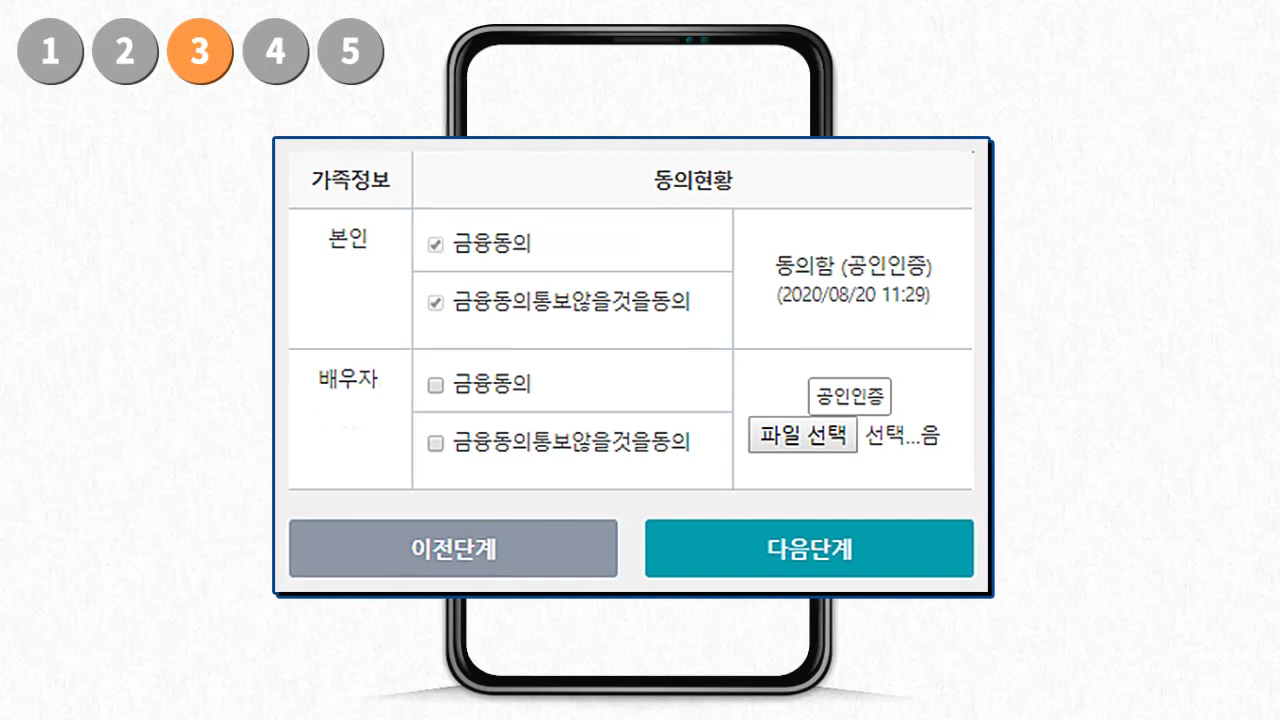 1 2 3 4 5
가족정보 동의현황
본인
금융동의
금융동의통보않을것을동의
동의함 (공인인증)
(2020/08/20 11:29)
배우자
금융동의
금융동의통보않을것을동의
공인인증
파일 선택 선택...음
이전단계 다음단계